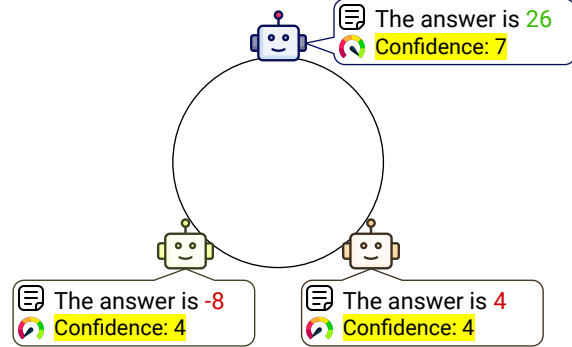 The answer is 26
Confidence: 7
The answer is -8
Confidence: 4
The answer is 4
Confidence: 4